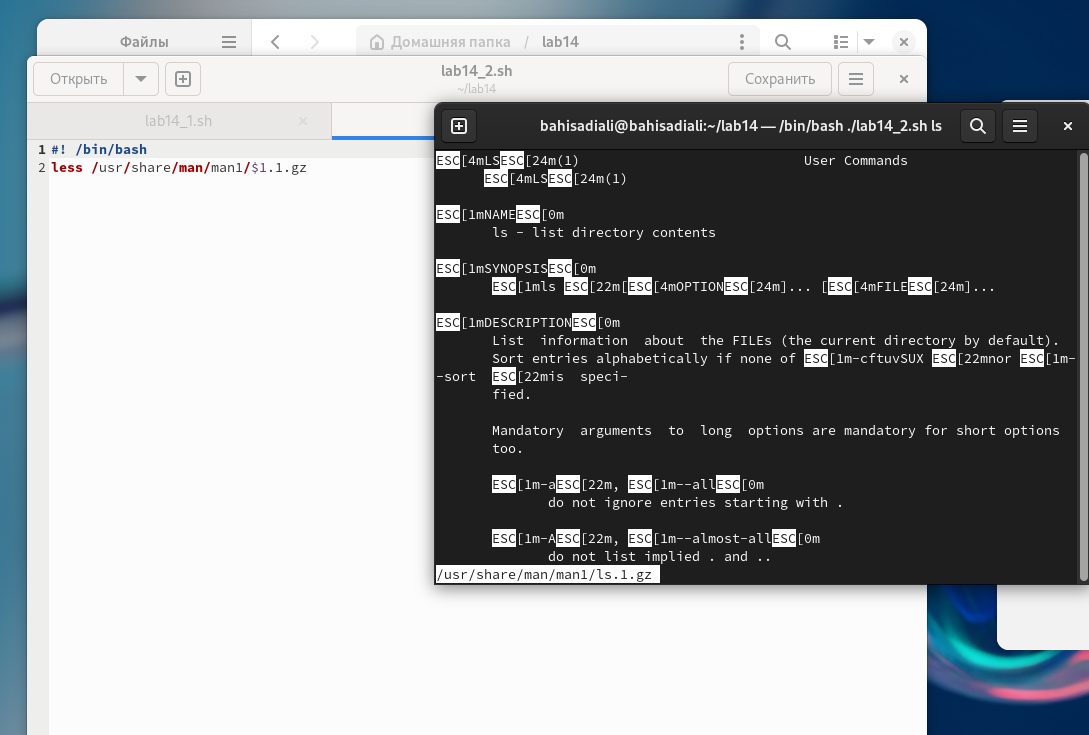 Файлы
Домашняя папка / lab14
Открыть
lab14_2.sh
~/lab14
Сохранить
lab14_1.sh
1 #! /bin/bash
2 less /usr/share/man/man1/$1.1.gz
bahisadiali@bahisadiali:~/lab14 — /bin/bash ./lab14_2.sh ls
ESC[4mLSESC[24m(1) User Commands
ESC[4mLSESC[24m(1)
ESC[1mNAMEESC[0m
ls - list directory contents
ESC[1mSYNOPSISESC[0m
ESC[1mls ESC[22m[ESC[4mOPTIONESC[24m]... [ESC[4mFILEESC[24m]...
ESC[1mDESCRIPTIONESC[0m
List information about the FILEs (the current directory by default).
Sort entries alphabetically if none of ESC[1m-cftuvSUX ESC[22mnor ESC[1m-
-sort ESC[22mis speci-
fied.
Mandatory arguments to long options are mandatory for short options
too.
ESC[1m-aESC[22m, ESC[1m--allESC[0m
do not ignore entries starting with .
ESC[1m-AESC[22m, ESC[1m--almost-allESC[0m
do not list implied . and ..
/usr/share/man/man1/ls.1.gz